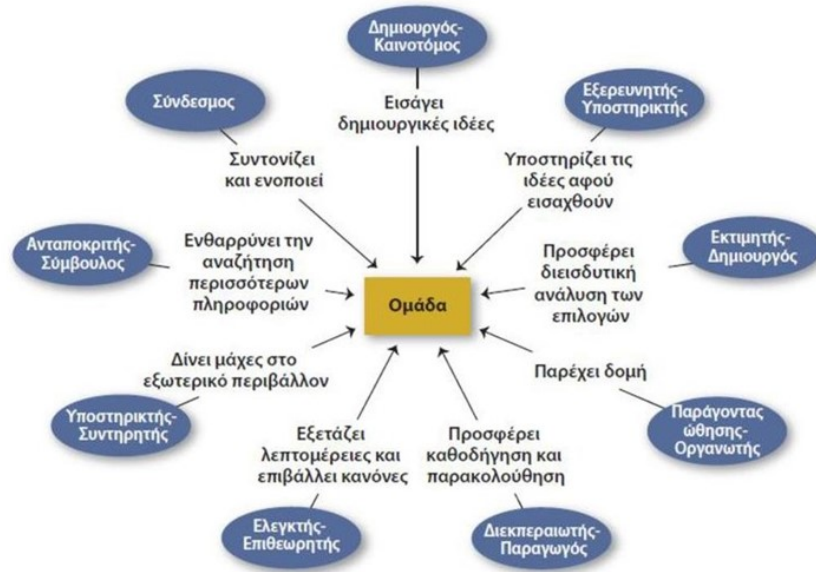 Δημιουργός-
Καινοτόμος
Εισάγει
δημιουργικές ιδέες
Εξερευνητής-
Υποστηρικτής
Υποστηρίζει τις
ιδέες αφού
εισαχθούν
Εκτιμητής-
Δημιουργός
Προσφέρει
διεισδυτική
ανάλυση των
επιλογών
Παράγοντας
ώθησης-
Οργανωτής
Παρέχει δομή
Διεκπεραιωτής-
Παραγωγός
Προσφέρει
καθοδήγηση και
παρακολούθηση
Ελεγκτής-
Επιθεωρητής
Εξετάζει
λεπτομέρειες και
επιβάλλει κανόνες
Υποστηρικτής-
Συντηρητής
Δίνει μάχες στο
εξωτερικό περιβάλλον
Ανταποκριτής-
Σύμβουλος
Ενθαρρύνει την
αναζήτηση
περισσότερων
πληροφοριών
Σύνδεσμος
Συντονίζει
και ενοποιεί
Ομάδα